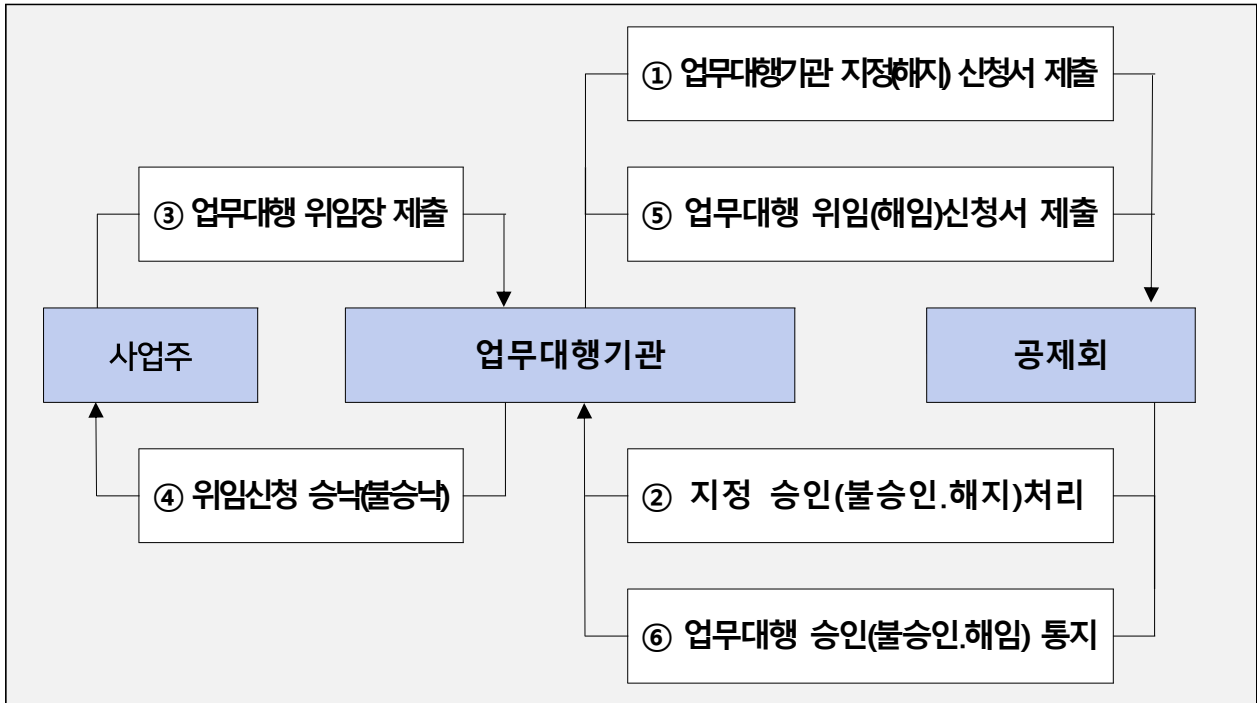 ① 업무대행기관 지정(해지) 신청서 제출
③ 업무대행 위임장 제출
⑤ 업무대행 위임(해임)신청서 제출
사업주
업무대행기관
공제회
④ 위임신청 승낙(불승낙)
② 지정 승인(불승인.해지)처리
⑥ 업무대행 승인(불승인.해임) 통지